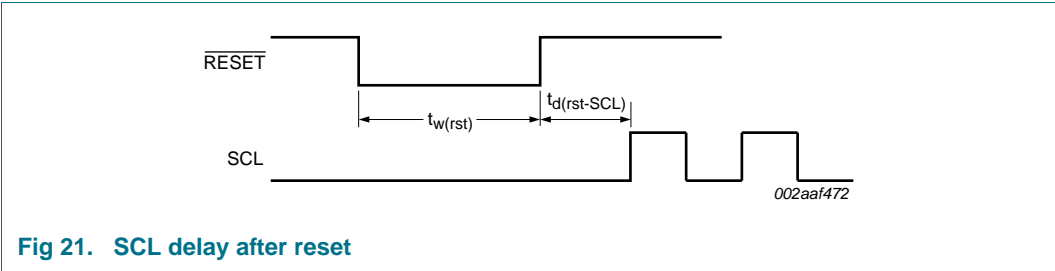 RESET
td(rst-SCL)
tw(rst)
SCL
002aaf472
Fig 21. SCL delay after reset